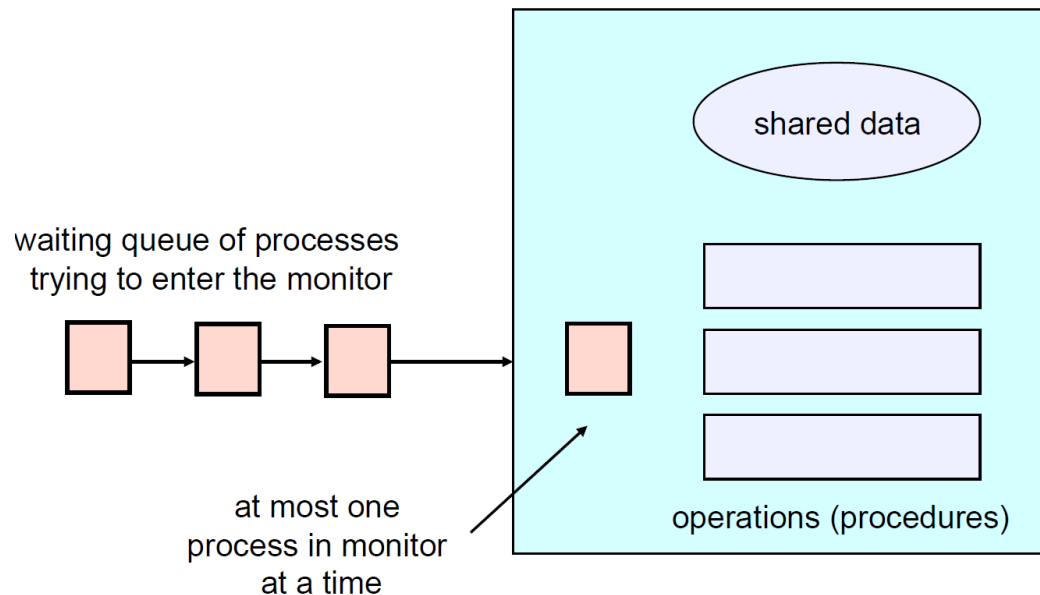 shared data
waiting queue of processes
trying to enter the monitor
at most one
process in monitor
at a time
operations (procedures)